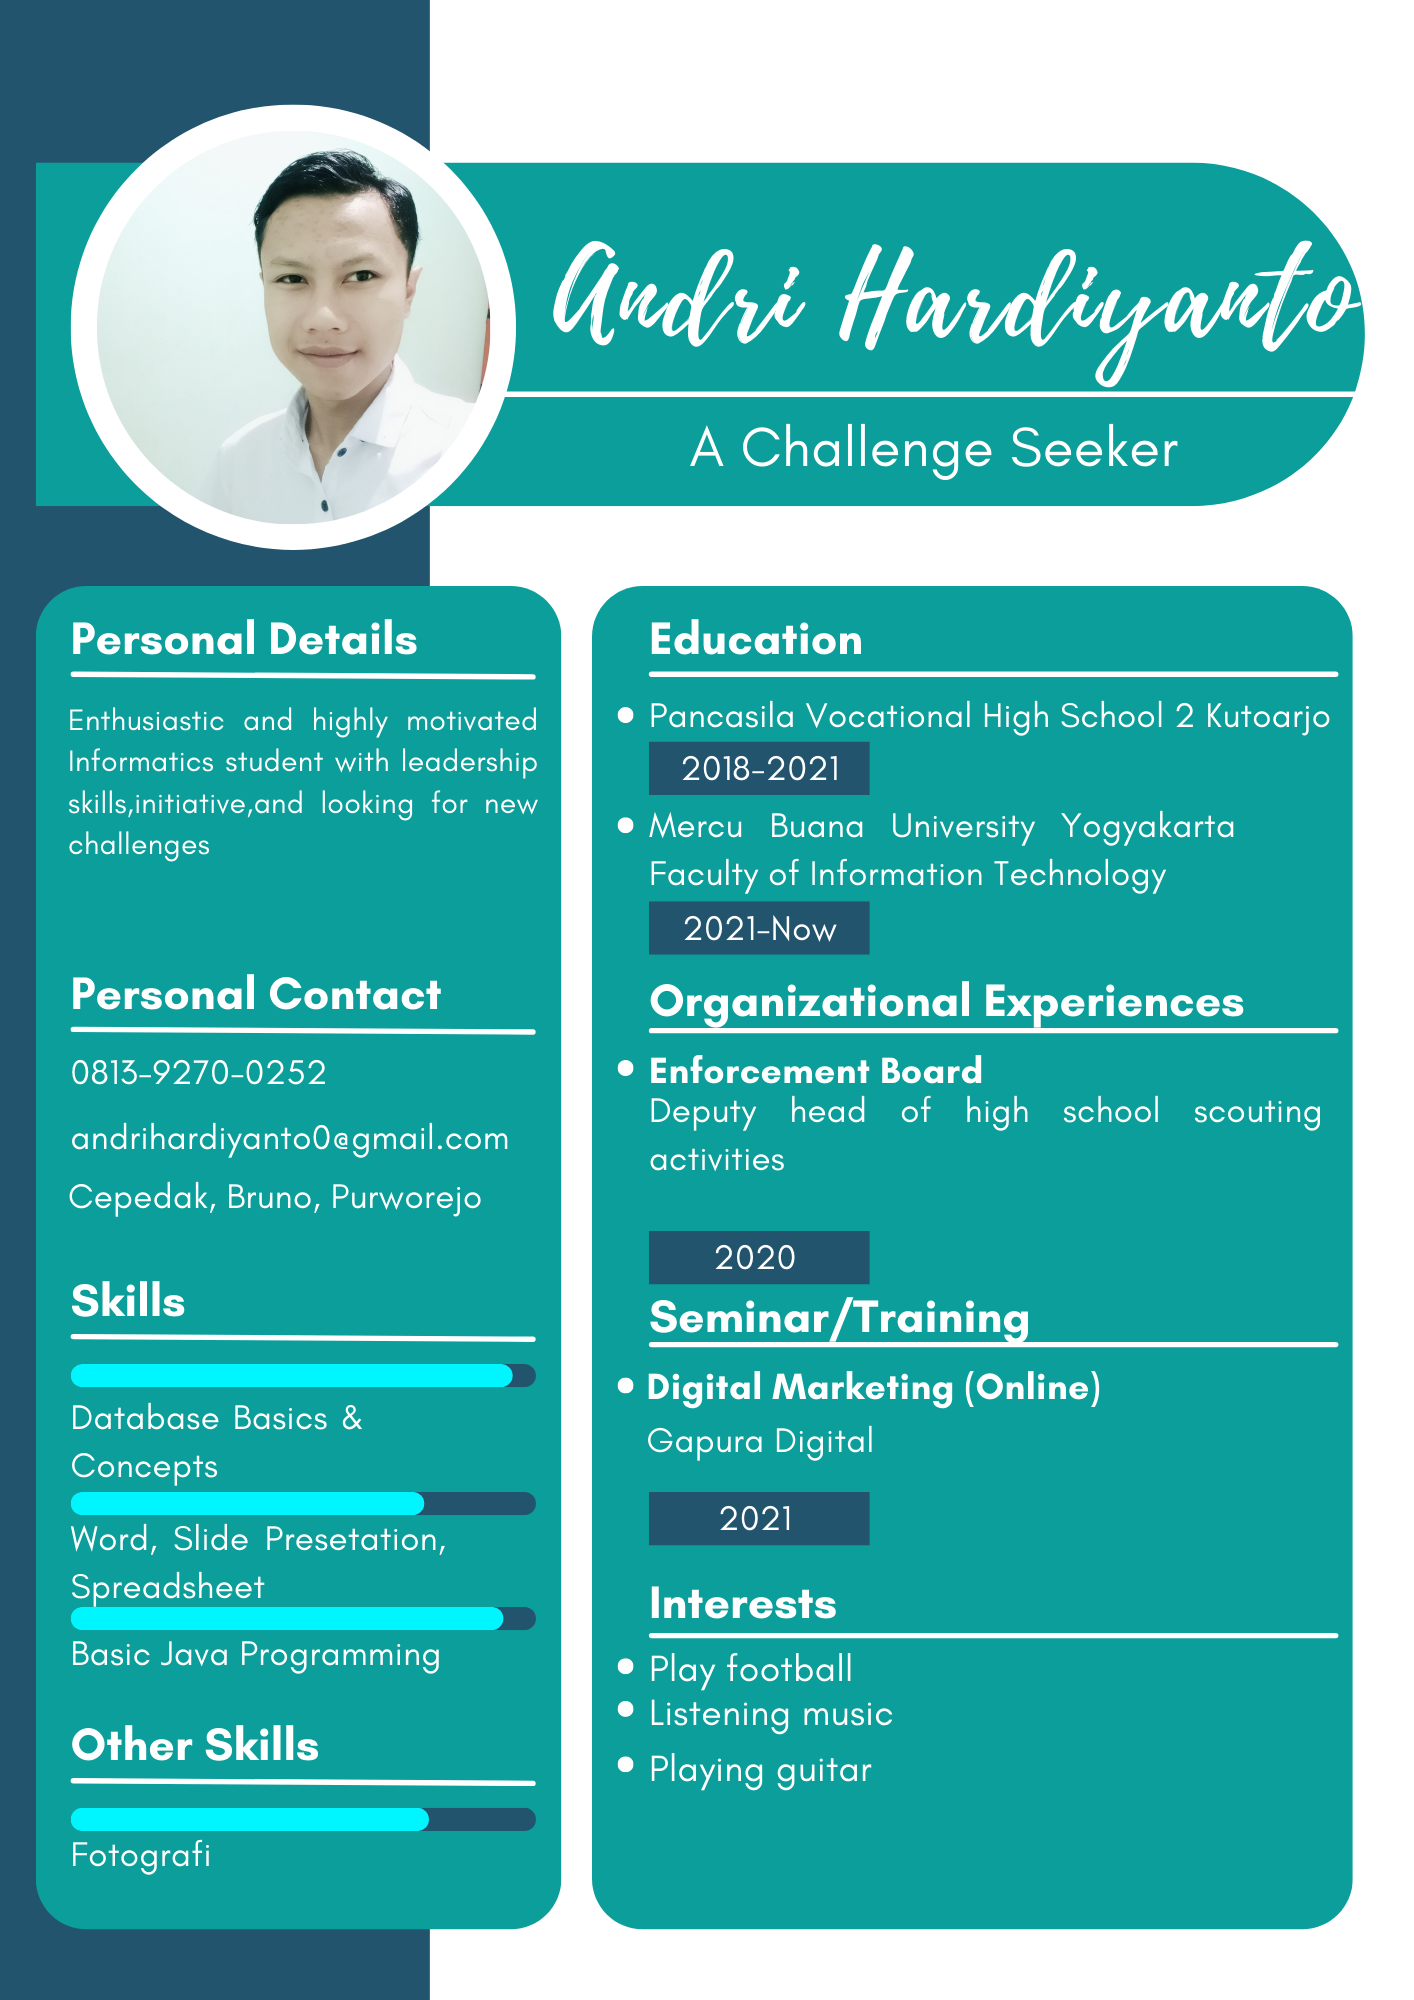 Andri Hardiyanto
A Challenge Seeker
Personal Details
Enthusiastic and highly motivated
Informatics student with leadership
skills,initiative,and looking for new
challenges
Personal Contact
0813-9270-0252
andrihardiyanto0@gmail.com
Cepedak, Bruno, Purworejo
Skills
Database Basics &
Concepts
Word, Slide Presetation,
Spreadsheet
Basic Java Programming
Other Skills
Fotografi
Education
Pancasila Vocational High School 2 Kutoarjo
2018-2021
Mercu Buana University Yogyakarta
Faculty of Information Technology
2021-Now
Organizational Experiences
Enforcement Board
Deputy head of high school scouting
activities
2020
Seminar/Training
Digital Marketing (Online)
Gapura Digital
2021
Interests
Play football
Listening music
Playing guitar